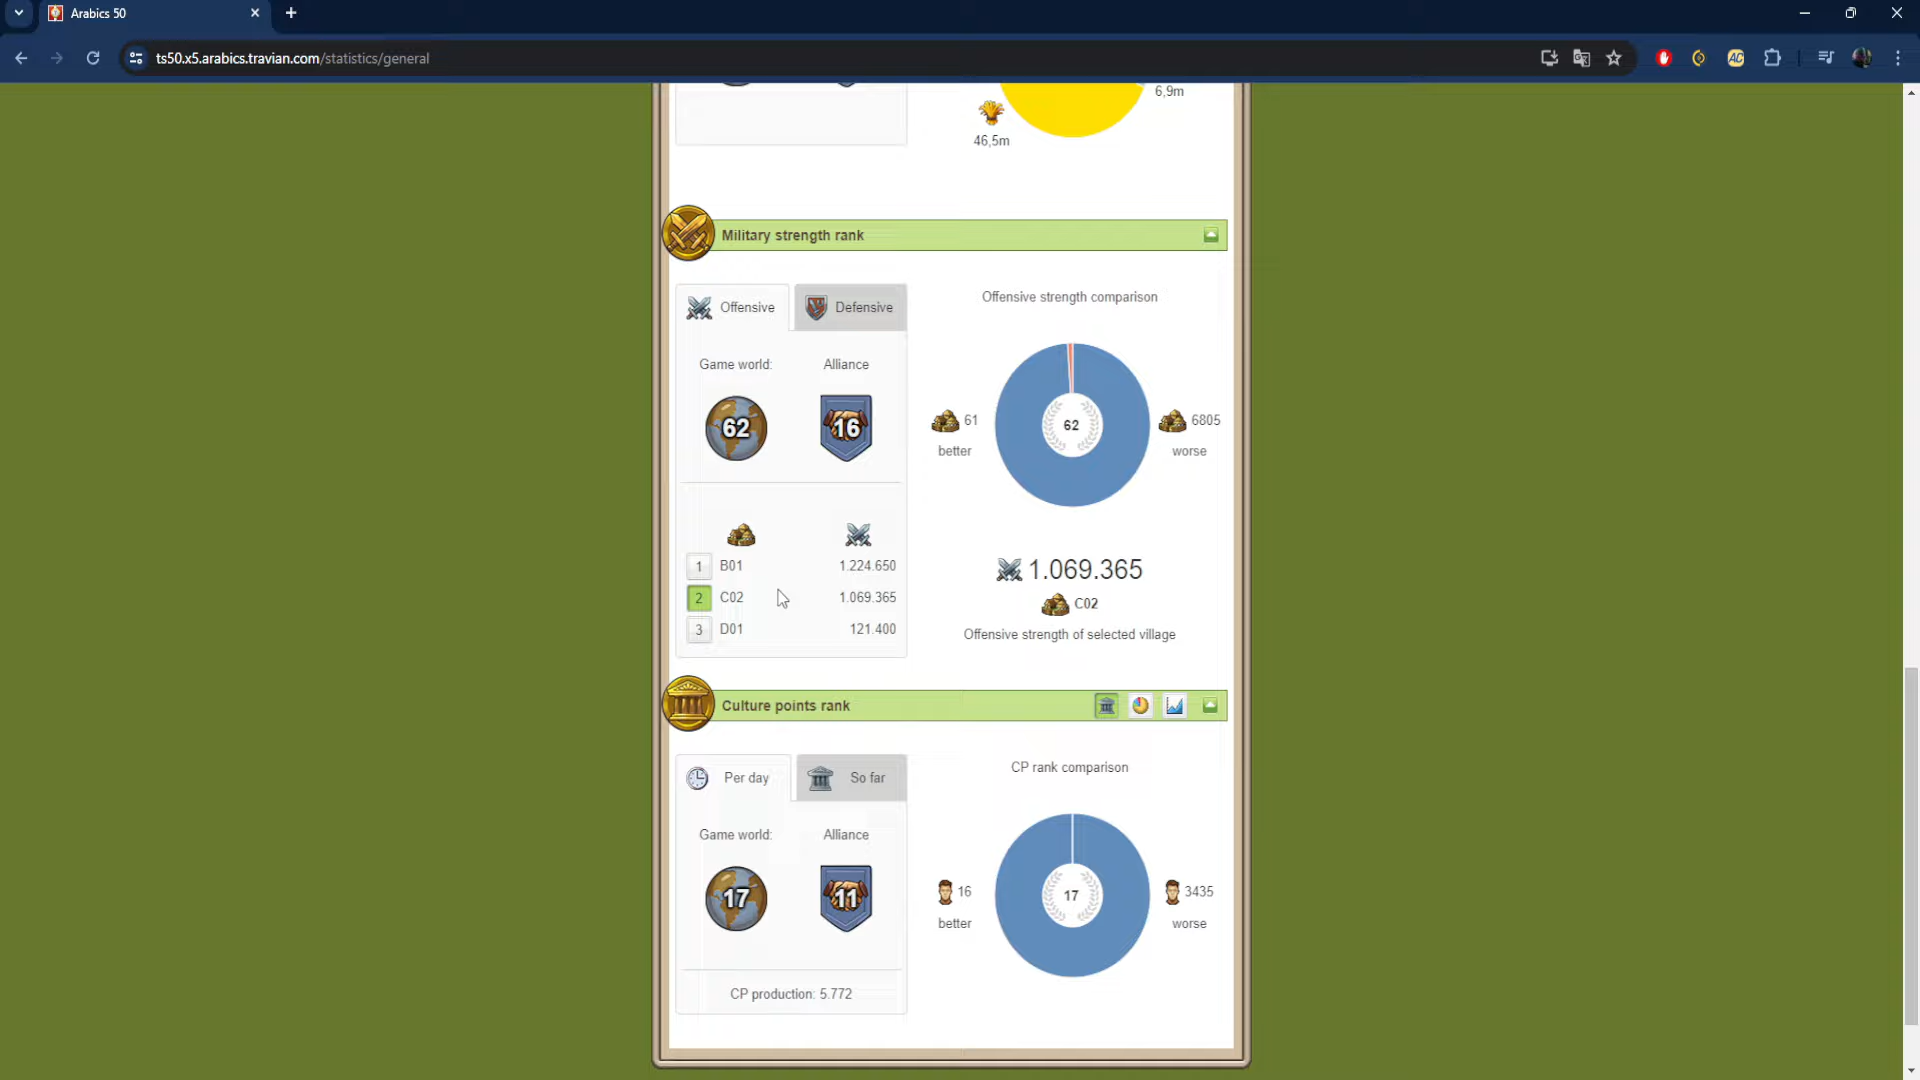 Arabics 50
ts50.x5.arabics.travian.com/statistics/general
AC
6,9m
46,5m
Military strength rank
Offensive
Defensive
Offensive strength comparison
Game world:
Alliance
62
16
61
better
62
6805
worse
1 B01 1.224.650
2 C02 1.069.365
3 D01 121.400
1.069.365
C02
Offensive strength of selected village
Culture points rank
Per day
So far
CP rank comparison
Game world:
Alliance
17
11
16
better
17
3435
worse
CP production: 5.772